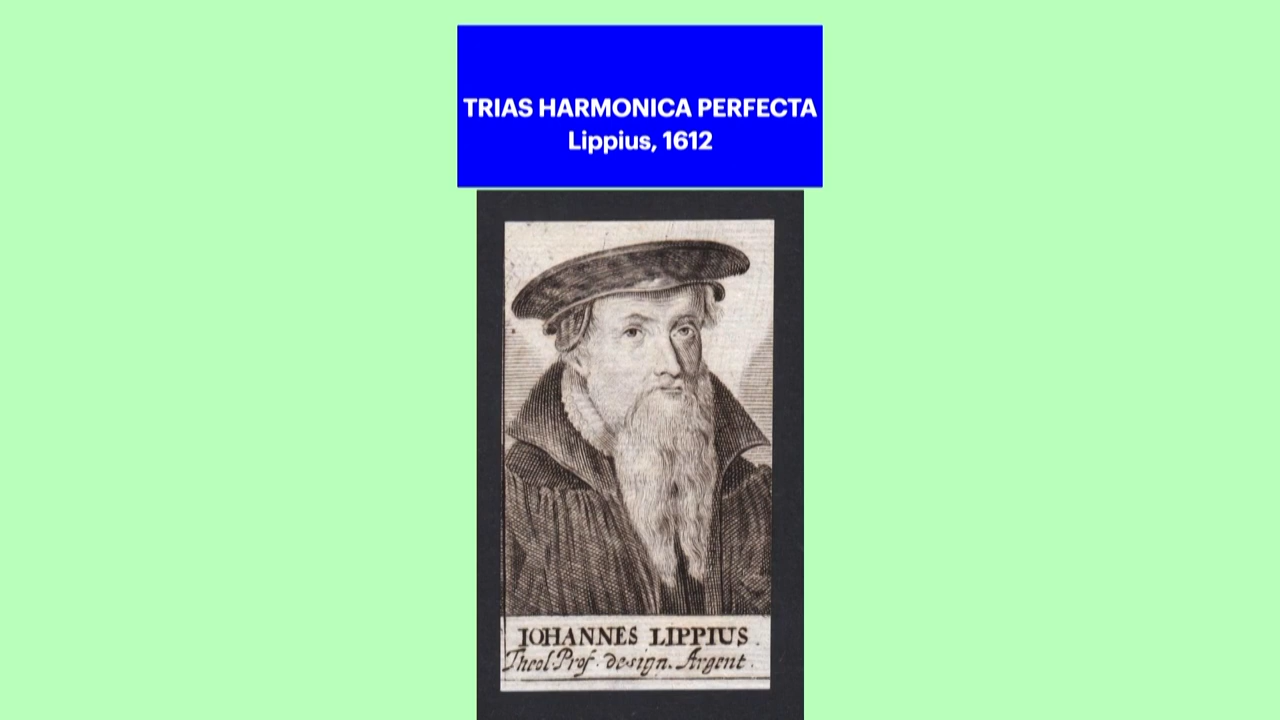 TRIAS HARMONICA PERFECTA
Lippius, 1612
IOHANNES LIPPIUS.
Theol. Prof. design. Argent.